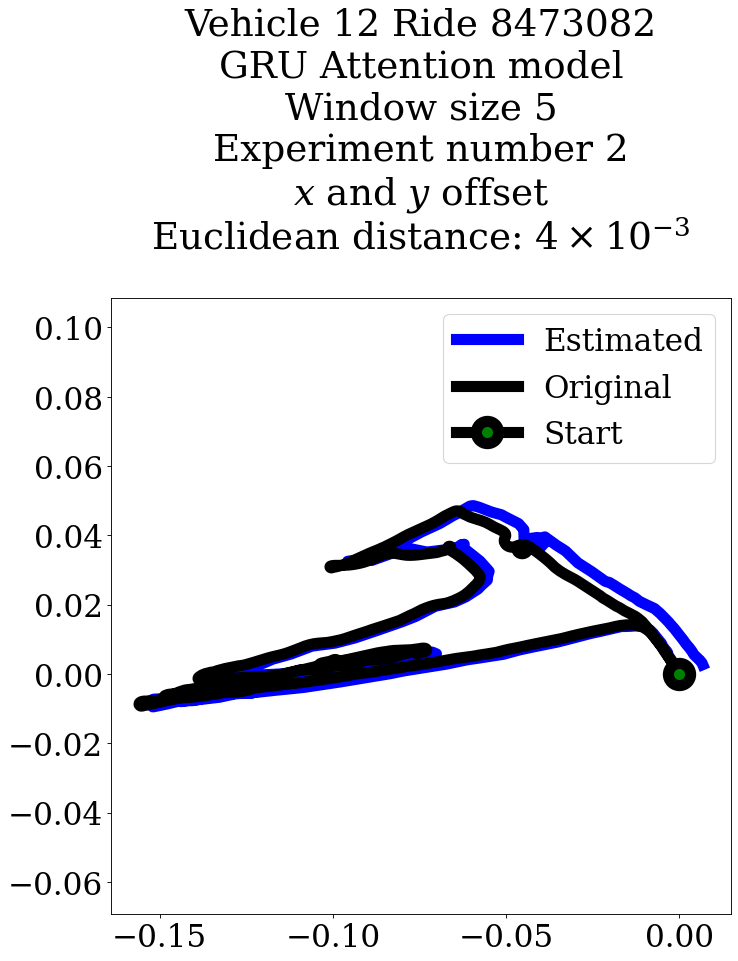 Vehicle 12 Ride 8473082
GRU Attention model
Window size 5
Experiment number 2
x and y offset
Euclidean distance: 4 × 10⁻³
Estimated
Original
Start
0.10
0.08
0.06
0.04
0.02
0.00
−0.02
−0.04
−0.06
−0.15
−0.10
−0.05
0.00